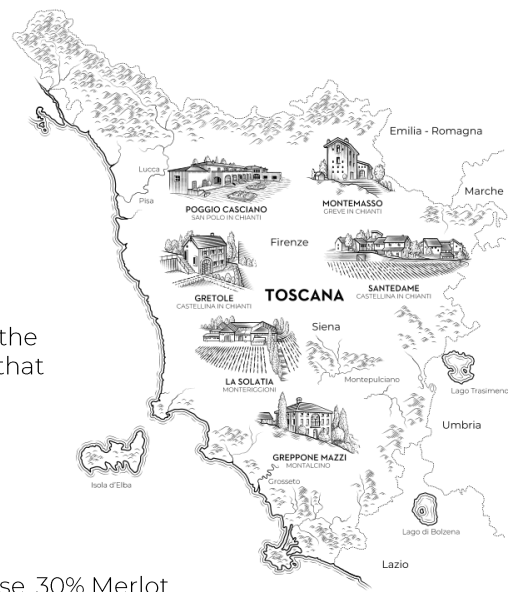 Emilia - Romagna
Lucca
Marche
Pisa
POGGIO CASCIANO
SAN POLO IN CHIANTI
MONTEMASSO
GREVE IN CHIANTI
Firenze
GRETOLE
CASTELLINA IN CHIANTI
TOSCANA
SANTEDAME
CASTELLINA IN CHIANTI
Siena
the
that
LA SOLATIA
MONTERIGGIONI
Montepulciano
Lago Trasimeno
Umbria
GREPPONE MAZZI
MONTALCINO
Isola d'Elba
Grosseto
Lago di Bolzena
Lazio
30% Merlot